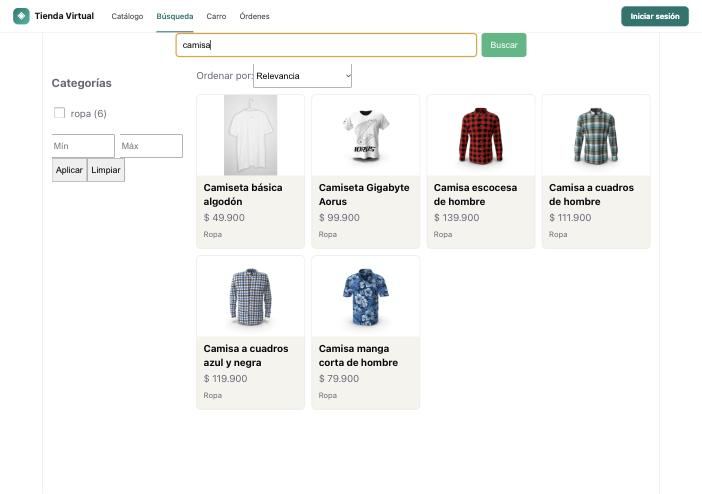 Tienda Virtual
Catálogo
Búsqueda
Carro
Órdenes
Iniciar sesión
camisa
Buscar
Categorías
ropa (6)
Mín
Máx
Aplicar
Limpiar
Ordenar por:
Relevancia
Camiseta básica
algodón
$ 49.900
Ropa
Camiseta Gigabyte
Aorus
$ 99.900
Ropa
Camisa escocesa
de hombre
$ 139.900
Ropa
Camisa a cuadros
de hombre
$ 111.900
Ropa
Camisa a cuadros
azul y negra
$ 119.900
Ropa
Camisa manga
corta de hombre
$ 79.900
Ropa